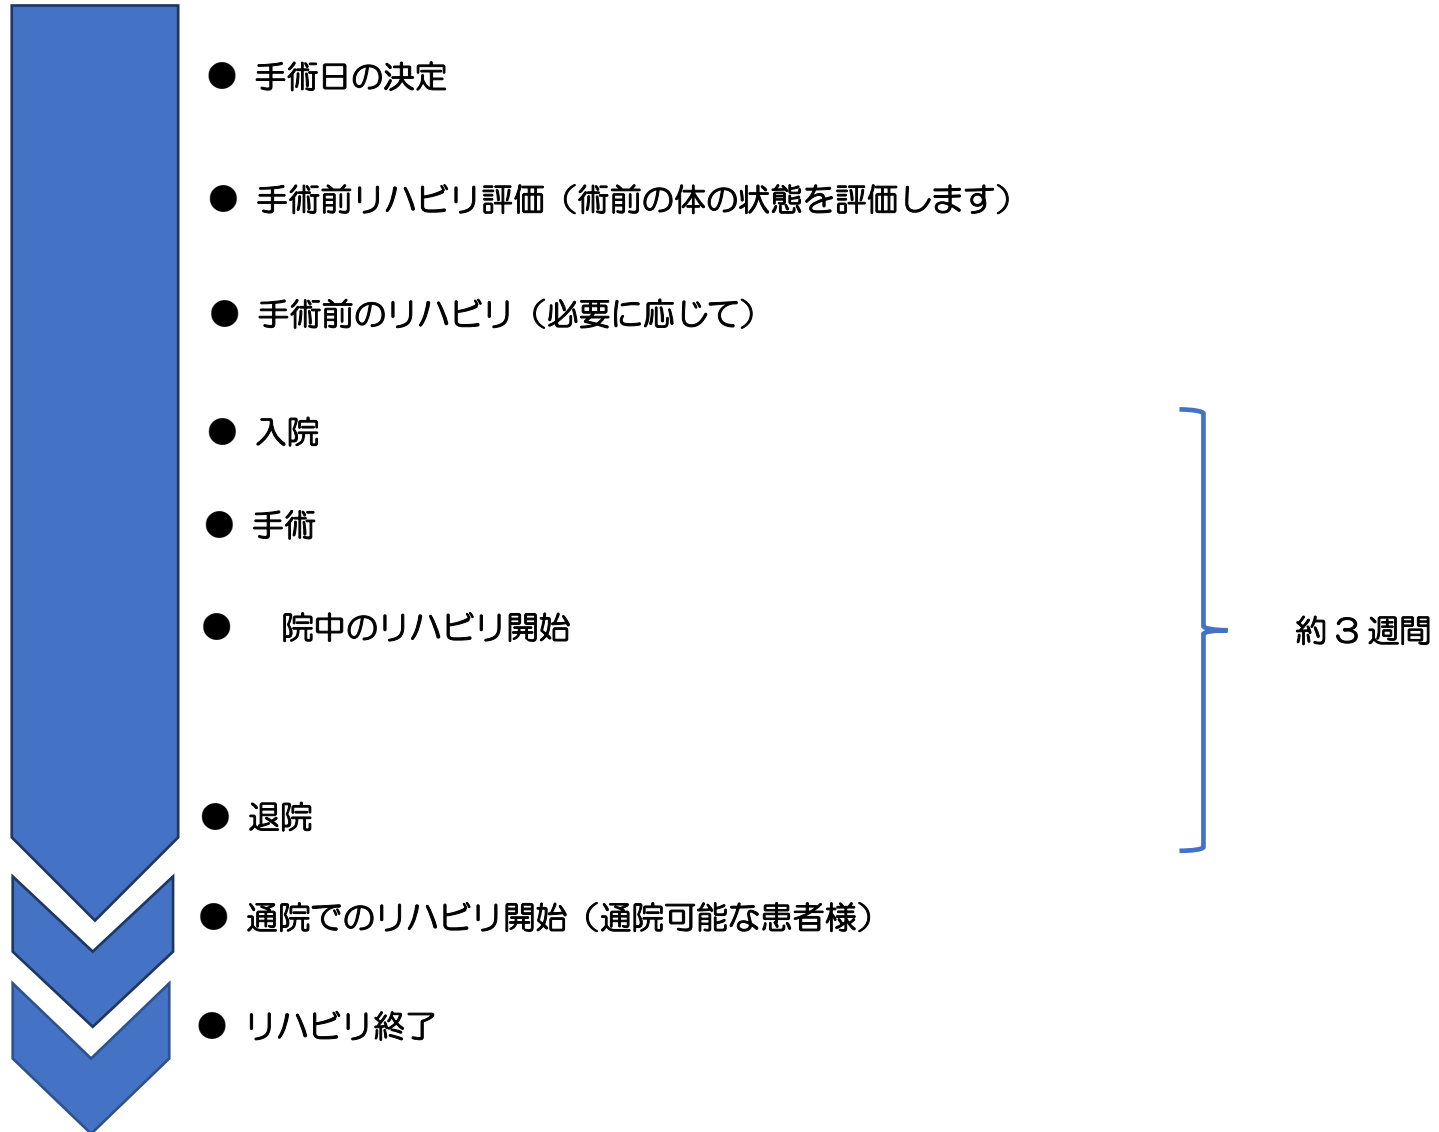 ● 手術日の決定
● 手術前リハビリ評価（術前の体の状態を評価します）
● 手術前のリハビリ（必要に応じて）
● 入院
● 手術
● 院中のリハビリ開始
約3週間
● 退院
● 通院でのリハビリ開始（通院可能な患者様）
● リハビリ終了